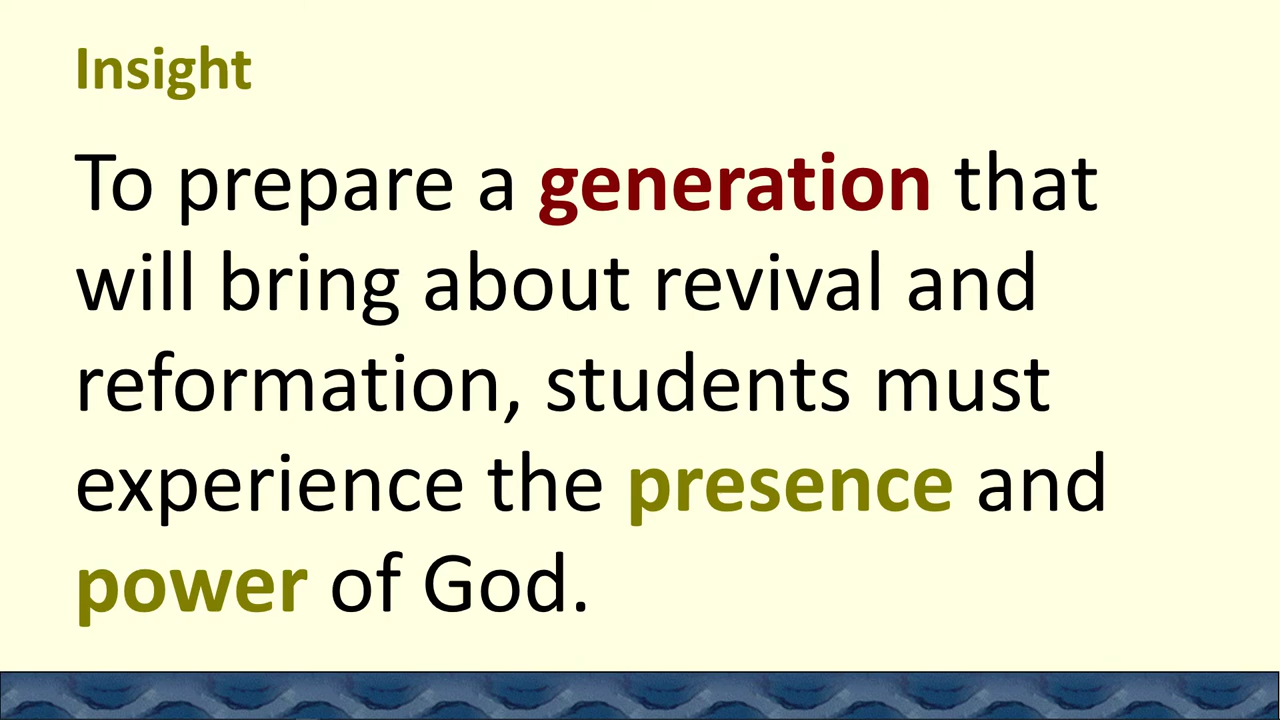 Insight
To prepare a generation that
will bring about revival and
reformation, students must
experience the presence and
power of God.